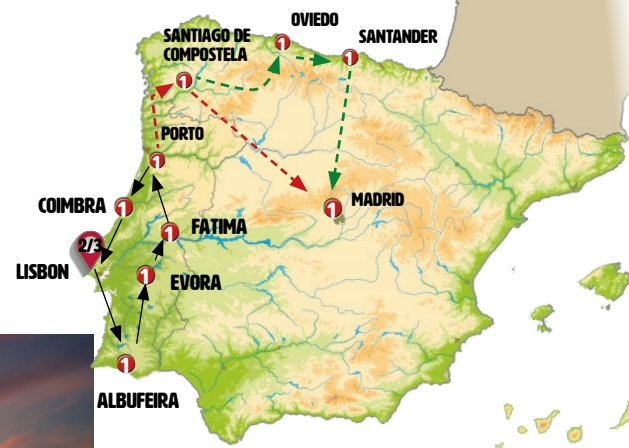 OVIEDO
SANTIAGO DE
COMPOSTELA
SANTANDER
1
1
1
PORTO
1
COIMBRA
1
MADRID
1
FATIMA
1
2/3
LISBON
EVORA
1
1
ALBUFEIRA